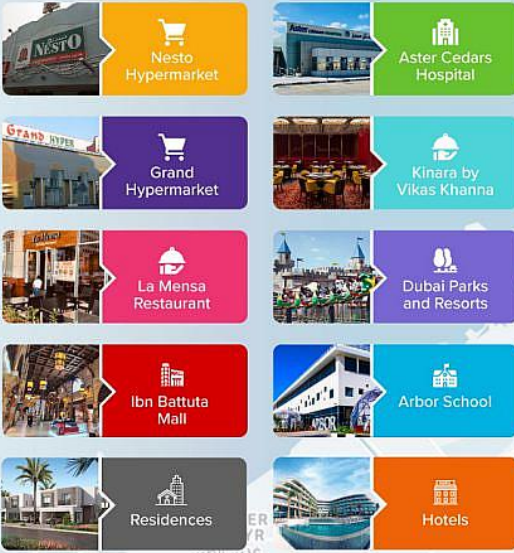 NESTO
Nesto
Hypermarket
Aster Cedars
Hospital
Grand HYPER
Grand
Hypermarket
Kinara by
Vikas Khanna
La Mensa
Restaurant
Dubai Parks
and Resorts
Ibn Battuta
Mall
ARBOR
Arbor School
Residences
Hotels